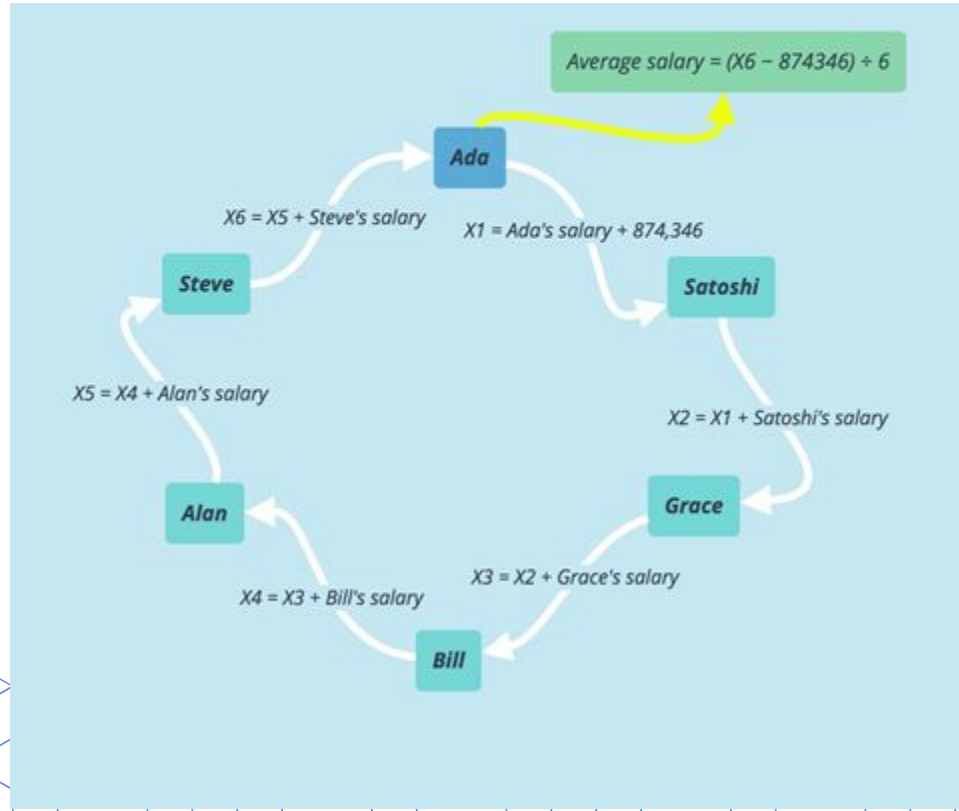 Average salary = (X6 − 874346) ÷ 6
Ada
X6 = X5 + Steve's salary
X1 = Ada's salary + 874,346
Steve
Satoshi
X5 = X4 + Alan's salary
X2 = X1 + Satoshi's salary
Alan
Grace
X3 = X2 + Grace's salary
X4 = X3 + Bill's salary
Bill